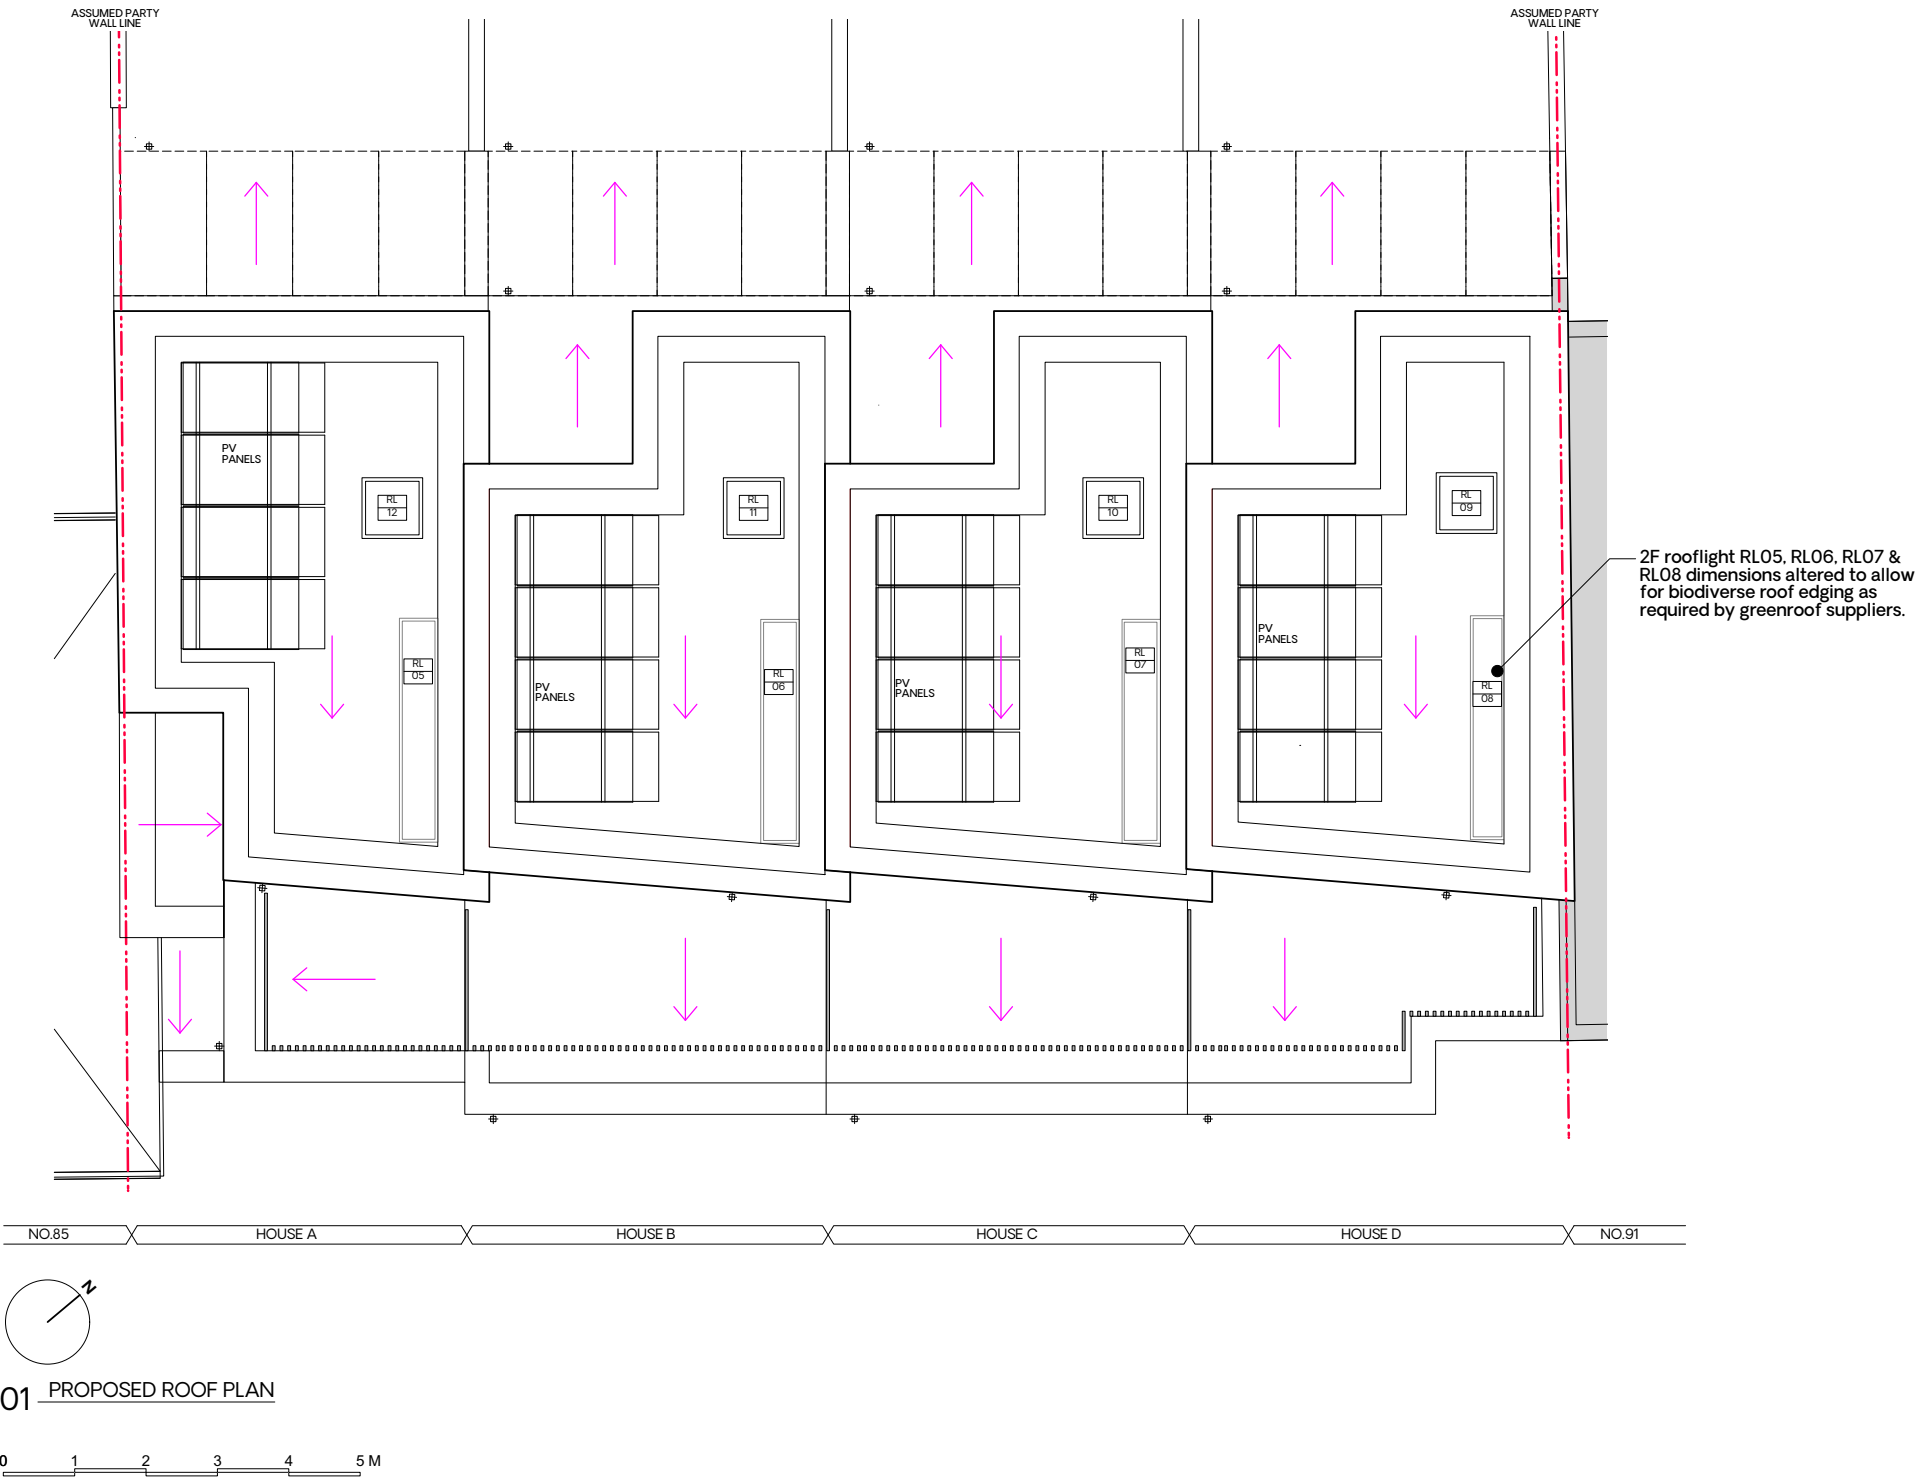 ASSUMED PARTY
WALL LINE
ASSUMED PARTY
WALL LINE
PV
PANELS
RL
12
RL
11
RL
10
RL
09
2F rooflight RL05, RL06, RL07 &
RL08 dimensions altered to allow
for biodiverse roof edging as
required by greenroof suppliers.
PV
PANELS
RL
05
RL
06
RL
07
RL
08
PV
PANELS
PV
PANELS
NO.85
HOUSE A
HOUSE B
HOUSE C
HOUSE D
NO.91
N
01 PROPOSED ROOF PLAN
0 1 2 3 4 5 M